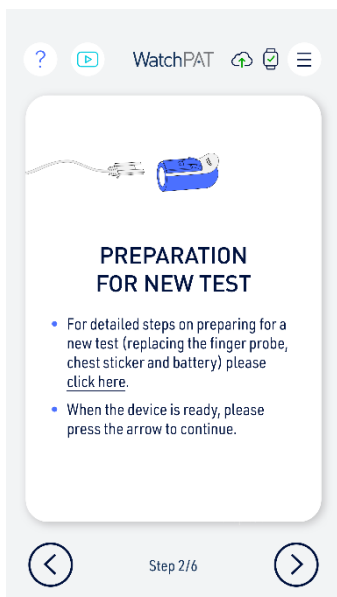 ?
WatchPAT
PREPARATION
FOR NEW TEST
• For detailed steps on preparing for a
new test (replacing the finger probe,
chest sticker and battery) please
click here.
• When the device is ready, please
press the arrow to continue.
Step 2/6